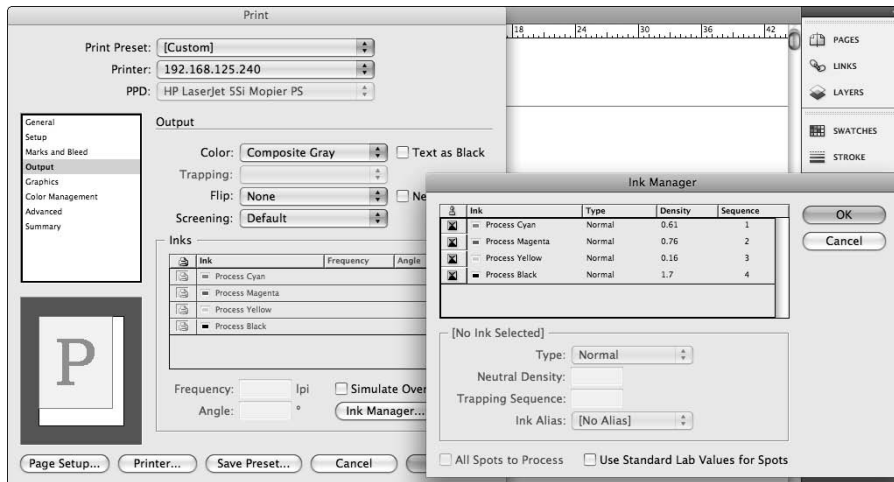 Print
Print Preset: [Custom]
Printer: 192.168.125.240
PPD: HP LaserJet 5Si Mopier PS
General
Setup
Marks and Bleed
Output
Graphics
Color Management
Advanced
Summary
Output
Color: Composite Gray Text as Black
Trapping:
Flip: None Ne
Screening: Default
Inks
Ink Frequency Angle
Process Cyan
Process Magenta
Process Yellow
Process Black
Frequency: lpi Simulate Over
Angle: ° Ink Manager...
P
Page Setup... Printer... Save Preset... Cancel
18 24 30 36 42
PAGES
LINKS
LAYERS
SWATCHES
STROKE
Ink Manager
Ink Type Density Sequence
Process Cyan Normal 0.61 1
Process Magenta Normal 0.76 2
Process Yellow Normal 0.16 3
Process Black Normal 1.7 4
OK
Cancel
[No Ink Selected]
Type: Normal
Neutral Density:
Trapping Sequence:
Ink Alias: [No Alias]
All Spots to Process Use Standard Lab Values for Spots